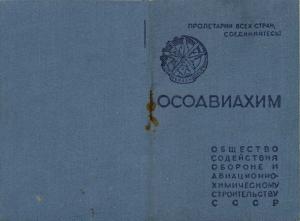 ПРОЛЕТАРИИ ВСЕХ СТРАН,
СОЕДИНЯЙТЕСЬ!
ОСОАВИАХИМ
ОБЩЕСТВО
СОДЕЙСТВИЯ
ОБОРОНЕ И
АВИАЦИОННО-
ХИМИЧЕСКОМУ
СТРОИТЕЛЬСТВУ
СССР